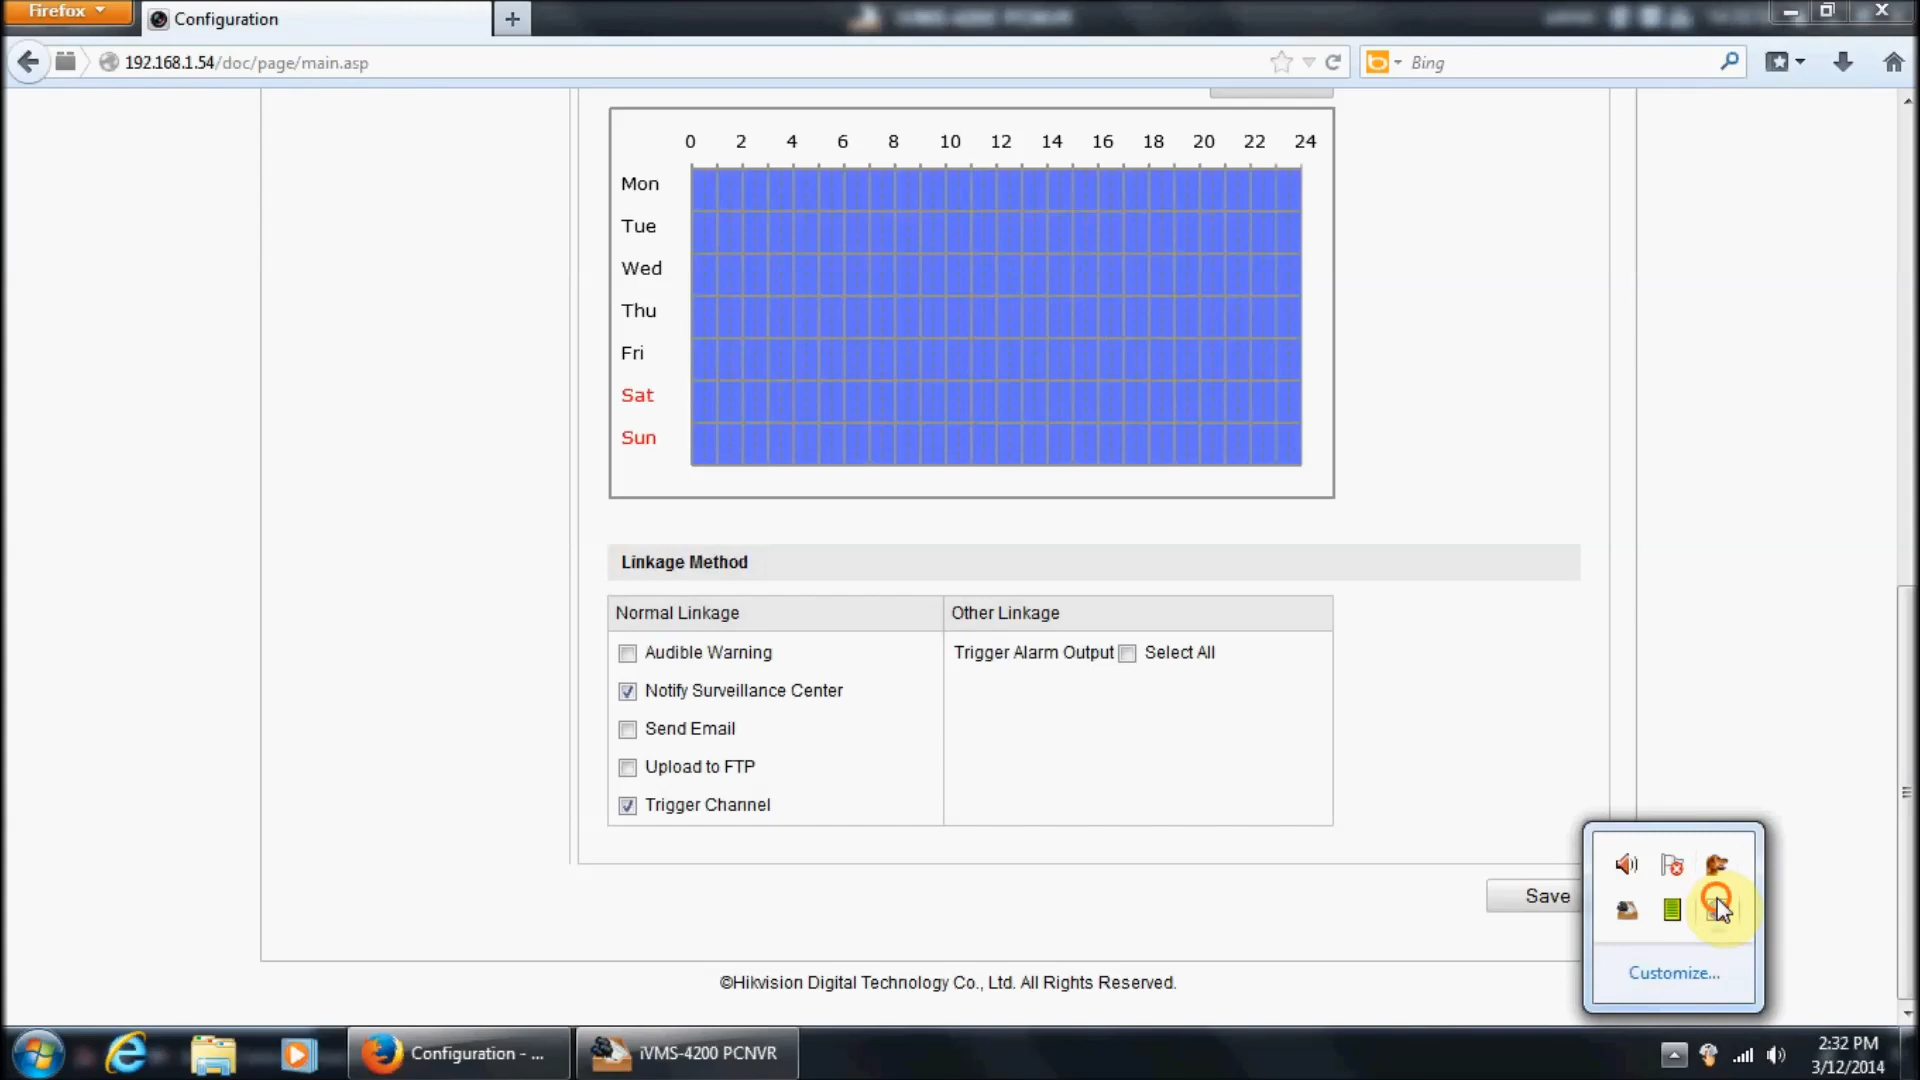 Firefox
Configuration
iVMS-4200 PCNVR
192.168.1.54/doc/page/main.asp
Bing
0 2 4 6 8 10 12 14 16 18 20 22 24
Mon
Tue
Wed
Thu
Fri
Sat
Sun
Linkage Method
Normal Linkage
Other Linkage
Audible Warning
Trigger Alarm Output Select All
Notify Surveillance Center
Send Email
Upload to FTP
Trigger Channel
Save
Customize...
©Hikvision Digital Technology Co., Ltd. All Rights Reserved.
Configuration - ...
iVMS-4200 PCNVR
2:32 PM
3/12/2014